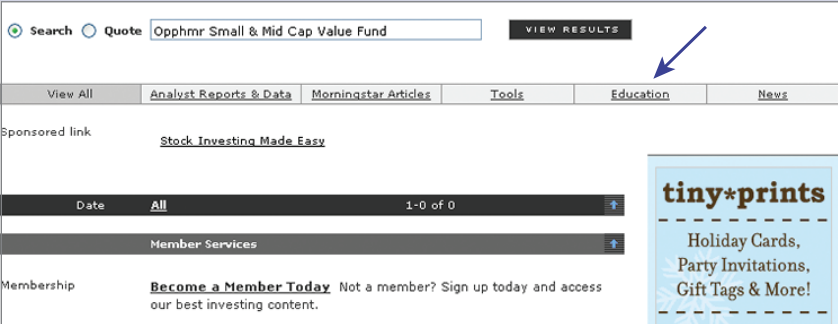 Search Quote Opphmr Small & Mid Cap Value Fund VIEW RESULTS
View All Analyst Reports & Data Morningstar Articles Tools Education News
Sponsored link
Stock Investing Made Easy
Date All 1-0 of 0
Member Services
Membership Become a Member Today Not a member? Sign up today and access
our best investing content.
tiny*prints
Holiday Cards,
Party Invitations,
Gift Tags & More!